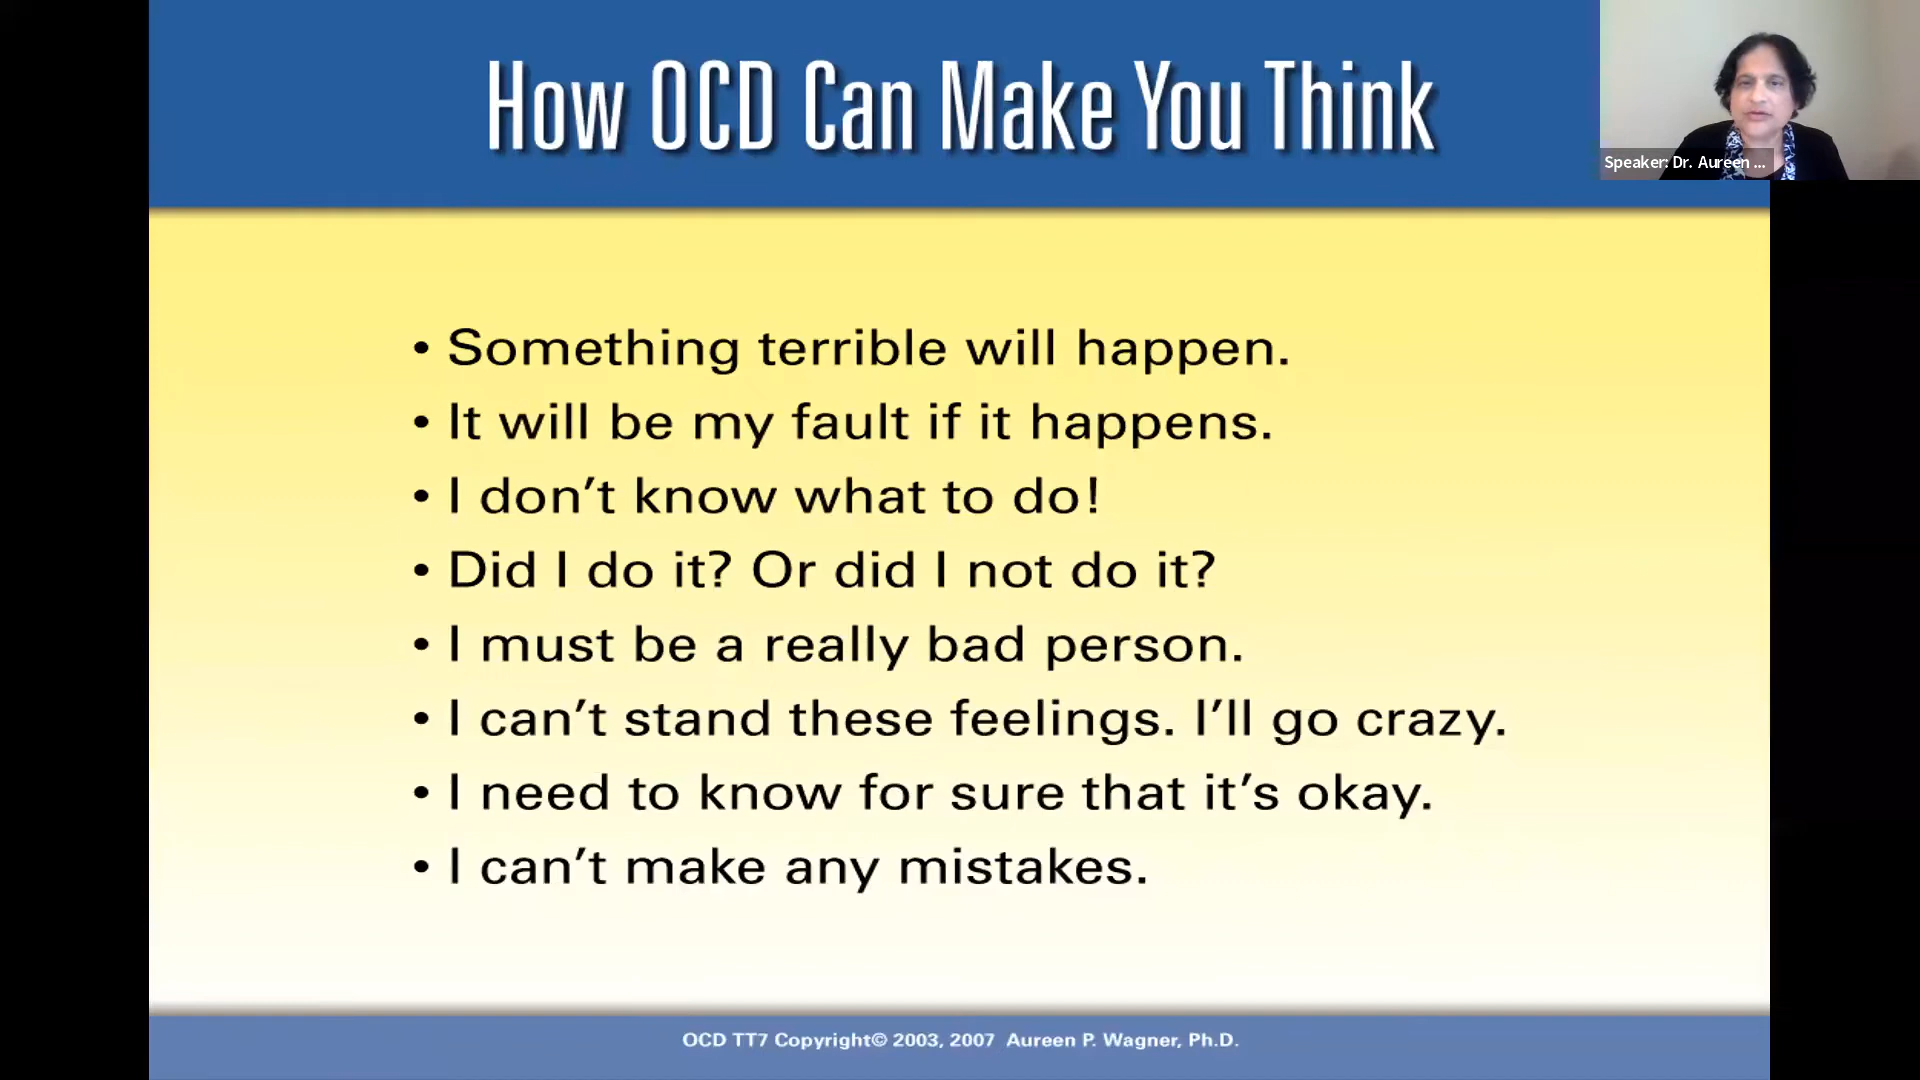 How OCD Can Make You Think
Speaker: Dr. Aureen ...
• Something terrible will happen.
• It will be my fault if it happens.
• I don’t know what to do!
• Did I do it? Or did I not do it?
• I must be a really bad person.
• I can’t stand these feelings. I’ll go crazy.
• I need to know for sure that it’s okay.
• I can’t make any mistakes.
OCD TT7 Copyright© 2003, 2007 Aureen P. Wagner, Ph.D.